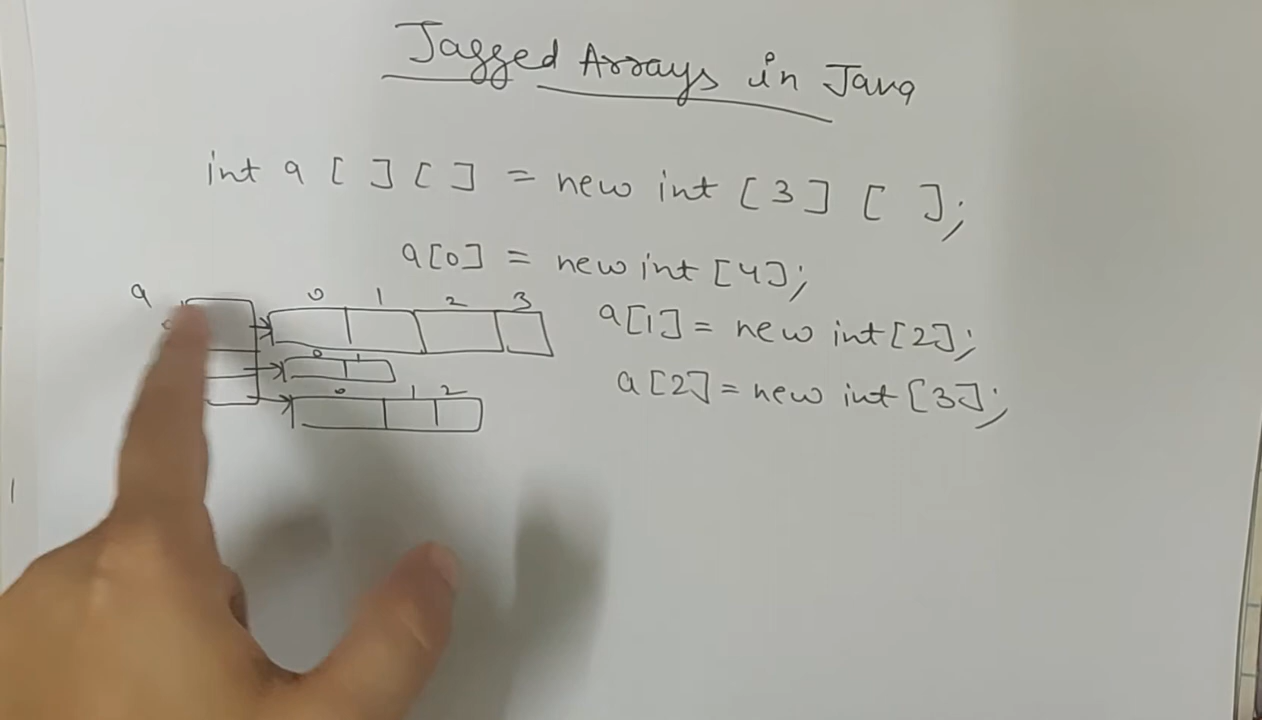 Jagged Arrays in Java
int a [ ] [ ] = new int [3] [ ];
a[0] = new int [4];
a
0 1 2 3
a[1] = new int [2];
0 1
a[2] = new int [3];
0 1 2